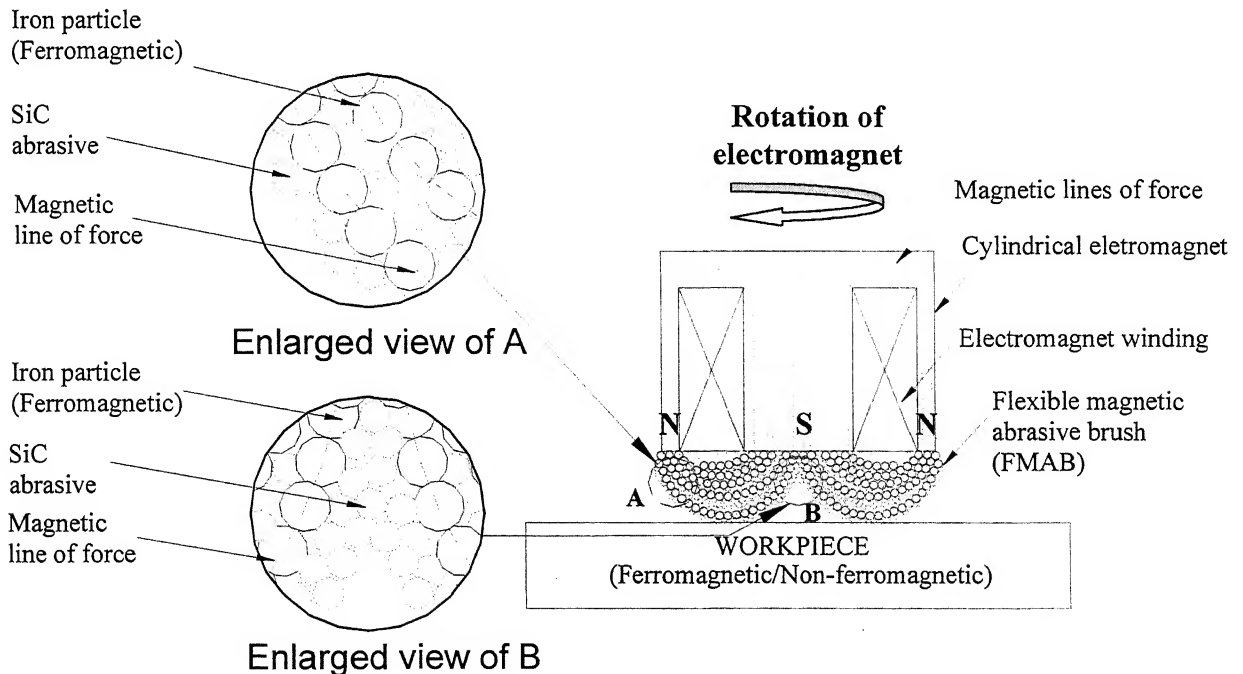 Iron particle
(Ferromagnetic)
SiC
abrasive
Magnetic
line of force
Enlarged view of A
Iron particle
(Ferromagnetic)
SiC
abrasive
Magnetic
line of force
Enlarged view of B
Rotation of
electromagnet
Magnetic lines of force
Cylindrical eletromagnet
Electromagnet winding
Flexible magnetic
abrasive brush
(FMAB)
N
S
N
A
B
WORKPIECE
(Ferromagnetic/Non-ferromagnetic)